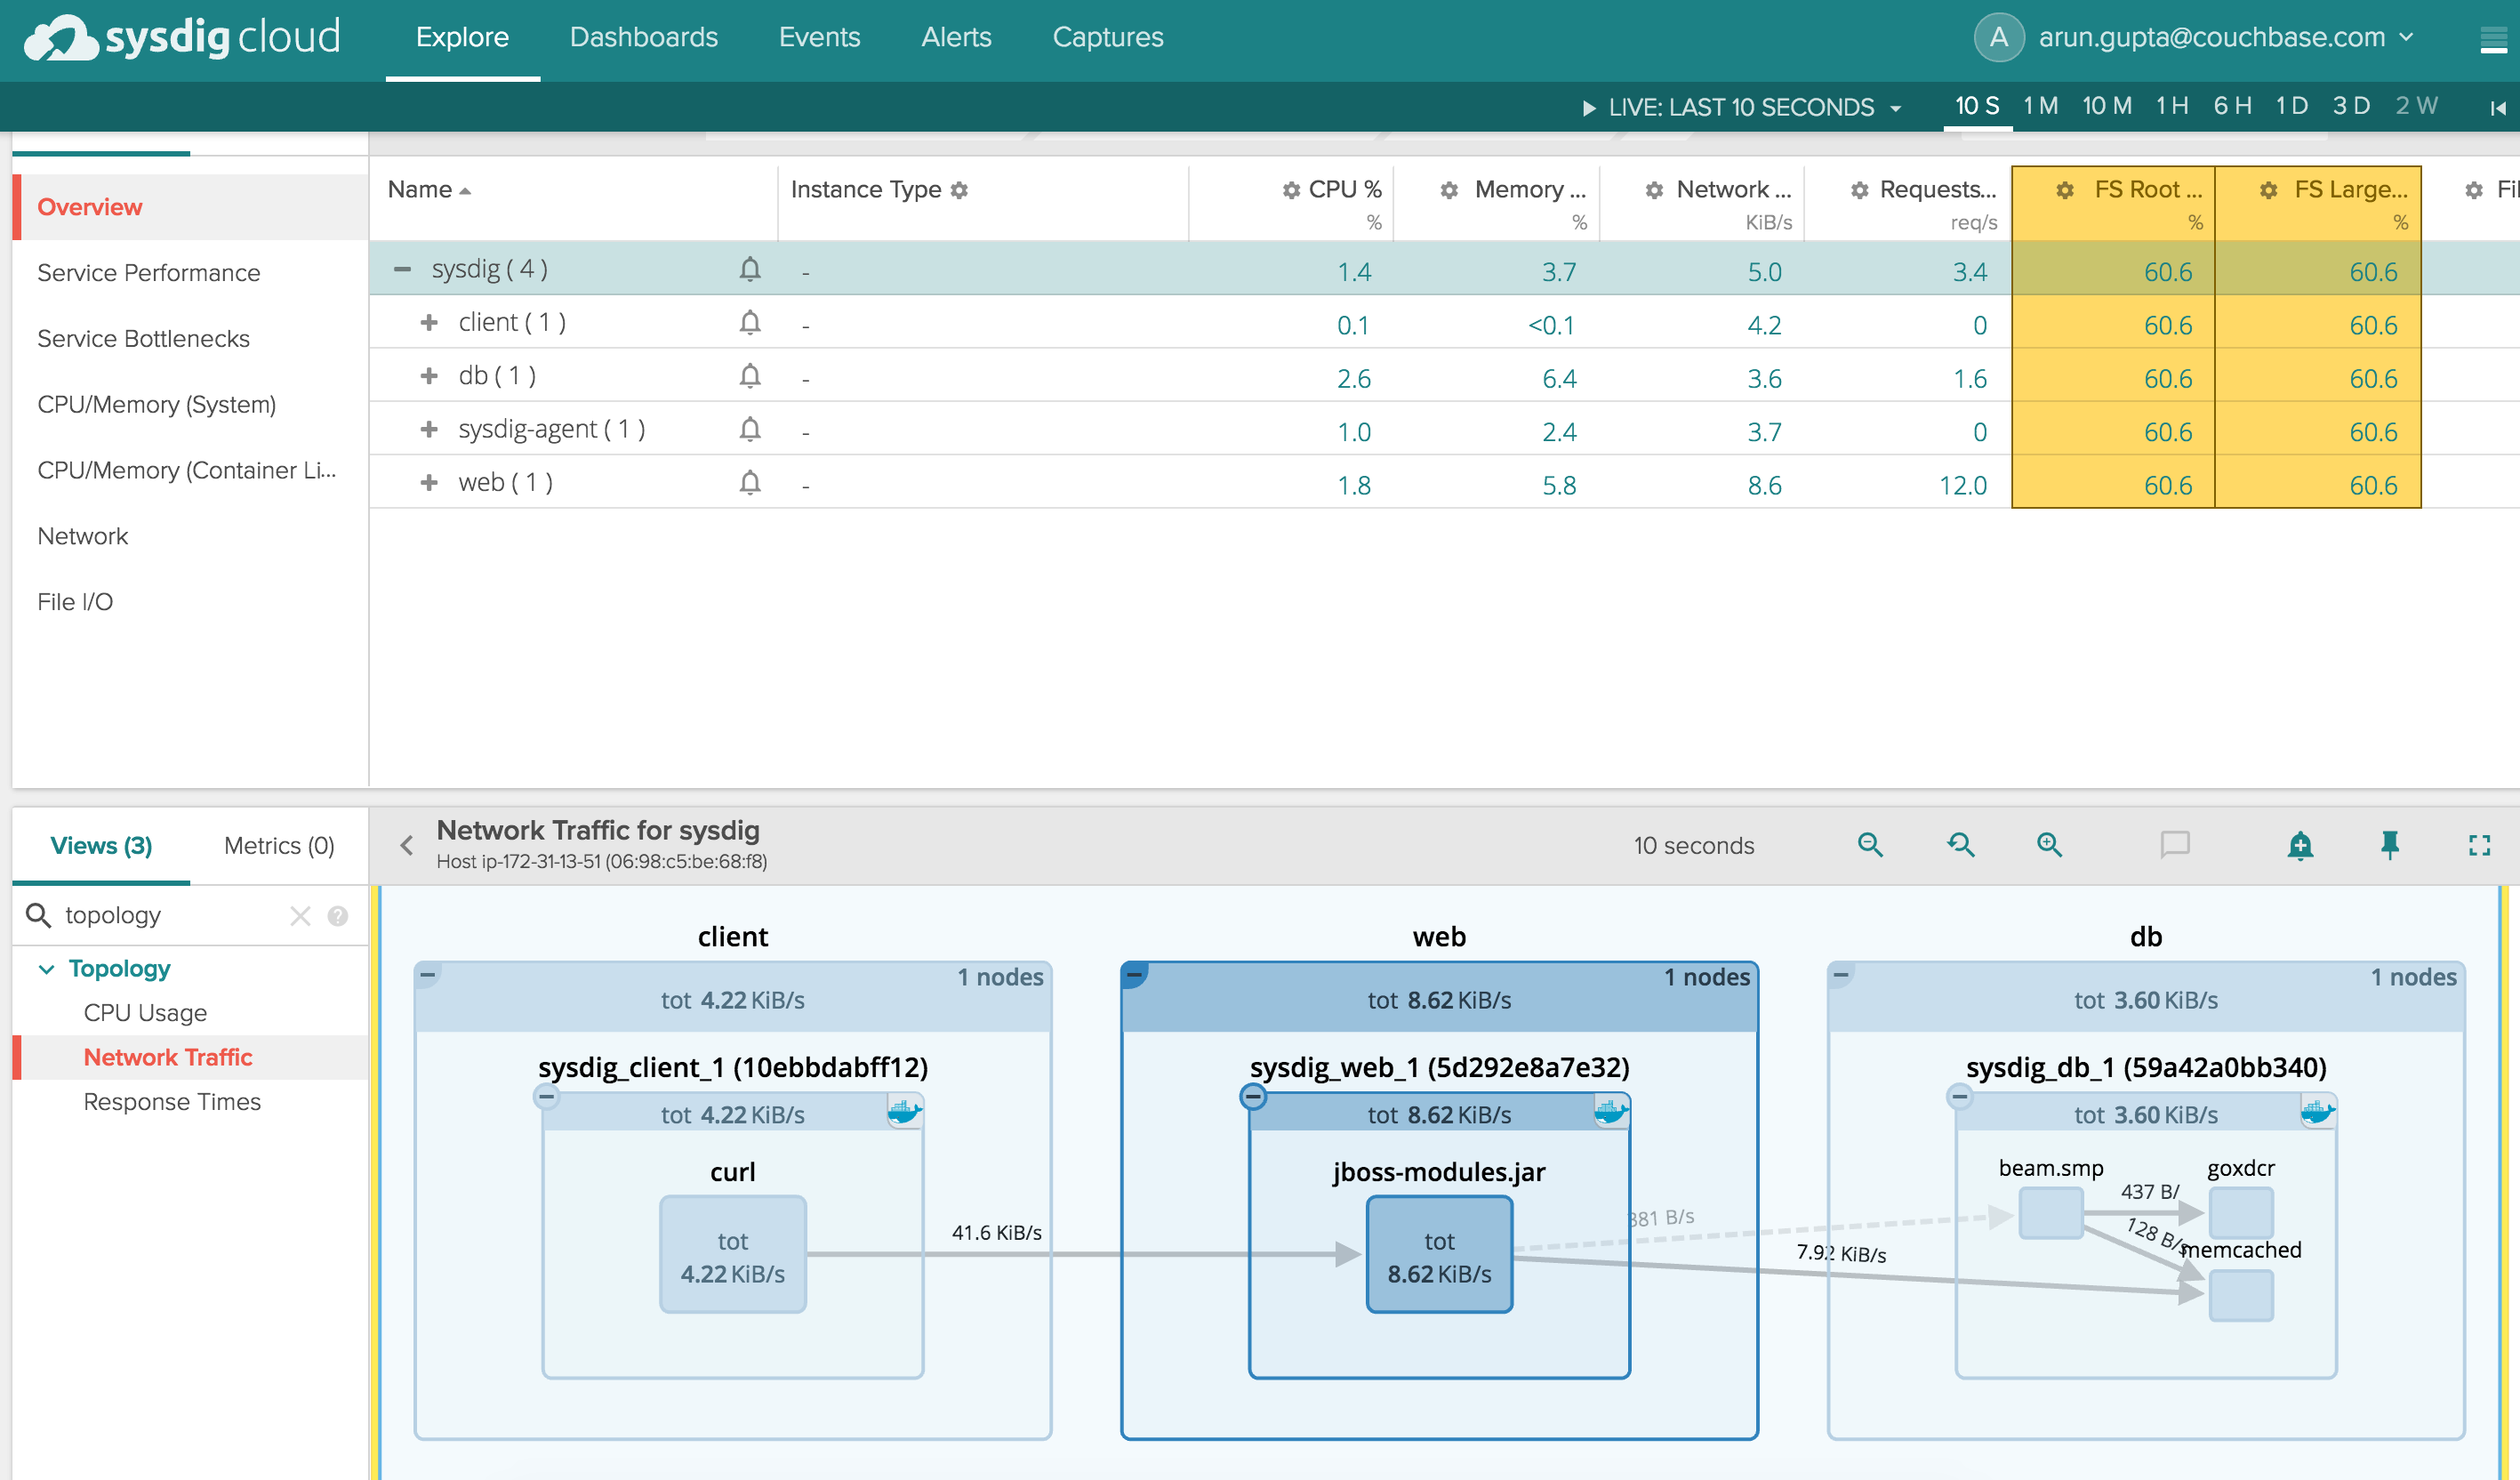 sysdig cloud
Explore Dashboards Events Alerts Captures
A arun.gupta@couchbase.com
LIVE: LAST 10 SECONDS 10 S 1 M 10 M 1 H 6 H 1 D 3 D 2 W
Overview
Service Performance
Service Bottlenecks
CPU/Memory (System)
CPU/Memory (Container Li...
Network
File I/O
Name Instance Type CPU % Memory ... Network ... Requests... FS Root ... FS Large...
% % KiB/s req/s % %
sysdig ( 4 ) - 1.4 3.7 5.0 3.4 60.6 60.6
client ( 1 ) - 0.1 <0.1 4.2 0 60.6 60.6
db ( 1 ) - 2.6 6.4 3.6 1.6 60.6 60.6
sysdig-agent ( 1 ) - 1.0 2.4 3.7 0 60.6 60.6
web ( 1 ) - 1.8 5.8 8.6 12.0 60.6 60.6
Views (3) Metrics (0)
topology
Topology
CPU Usage
Network Traffic
Response Times
Network Traffic for sysdig
Host ip-172-31-13-51 (06:98:c5:be:68:f8)
10 seconds
client
1 nodes
tot 4.22 KiB/s
sysdig_client_1 (10ebbdabff12)
tot 4.22 KiB/s
curl
tot
4.22 KiB/s
41.6 KiB/s
web
1 nodes
tot 8.62 KiB/s
sysdig_web_1 (5d292e8a7e32)
tot 8.62 KiB/s
jboss-modules.jar
tot
8.62 KiB/s
381 B/s
7.92 KiB/s
db
1 nodes
tot 3.60 KiB/s
sysdig_db_1 (59a42a0bb340)
tot 3.60 KiB/s
beam.smp
goxdcr
437 B/
128 B/s
memcached